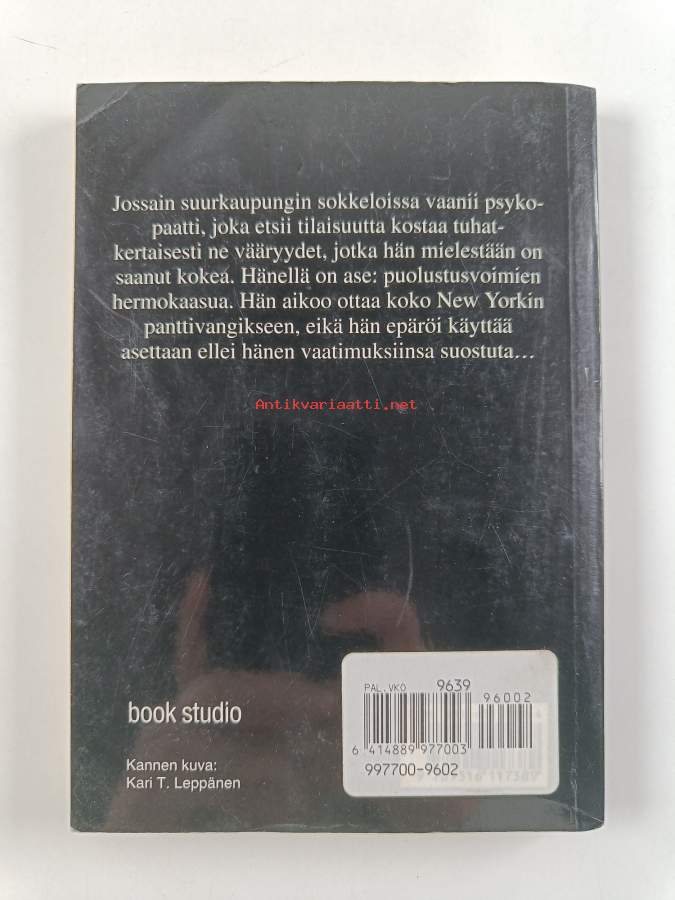 Jossain suurkaupungin sokkeloissa vaanii psyko-
paatti, joka etsii tilaisuutta kostaa tuhat-
kertaisesti ne vääryydet, jotka hän mielestään on
saanut kokea. Hänellä on ase: puolustusvoimien
hermokaasua. Hän aikoo ottaa koko New Yorkin
panttivangikseen, eikä hän epäröi käyttää
asettaan ellei hänen vaatimuksiinsa suostuta…
Antikvariaatti.net
PAL.VKO 9639
96002
book studio
6 414889 977003
997700-9602
Kannen kuva:
Kari T. Leppänen